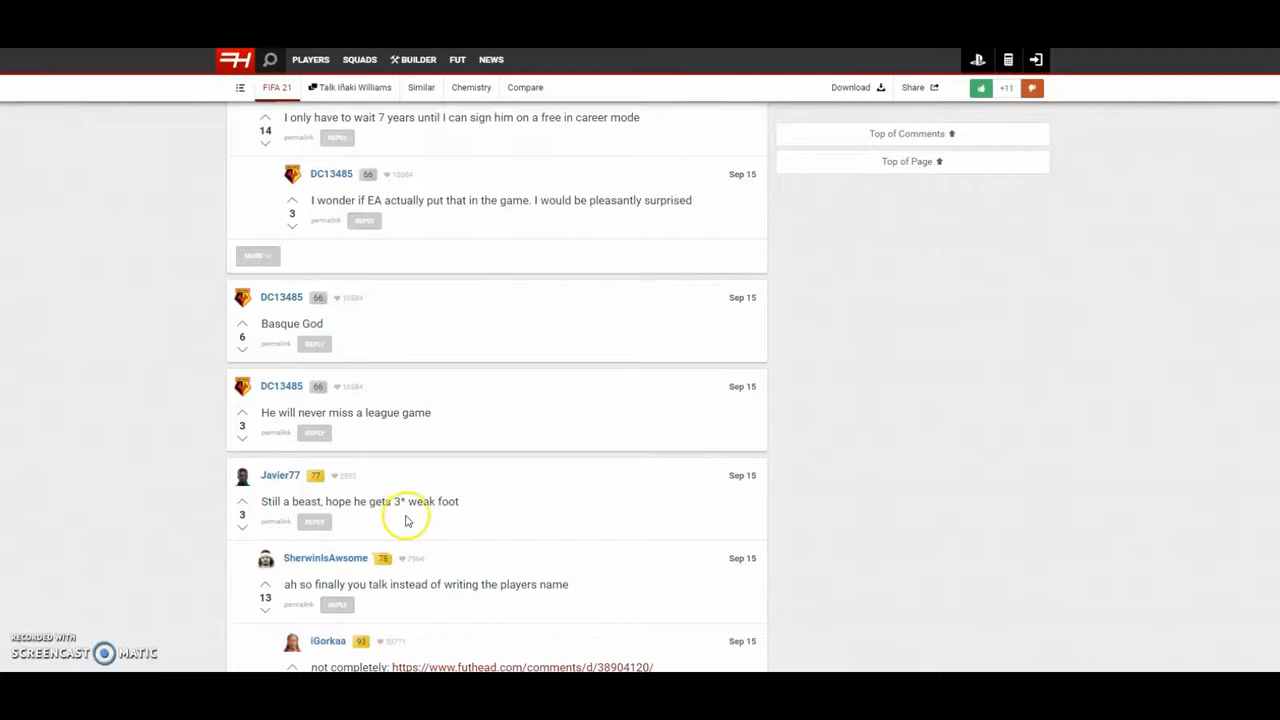 PLAYERS SQUADS BUILDER FUT NEWS
FIFA 21 Talk Iñaki Williams Similar Chemistry Compare Download Share +11
I only have to wait 7 years until I can sign him on a free in career mode
14
permalink REPLY
Top of Comments
Top of Page
DC13485 66 10584 Sep 15
I wonder if EA actually put that in the game. I would be pleasantly surprised
3
permalink REPLY
MORE
DC13485 66 10584 Sep 15
Basque God
6
permalink REPLY
DC13485 66 10584 Sep 15
He will never miss a league game
3
permalink REPLY
Javier77 77 2992 Sep 15
Still a beast, hope he gets 3* weak foot
3
permalink REPLY
SherwinIsAwsome 78 2964 Sep 15
ah so finally you talk instead of writing the players name
13
permalink REPLY
iGorkaa 93 Sep 15
not completely: https://www.futhead.com/comments/d/38904120/
RECORDED WITH
SCREENCAST MATIC